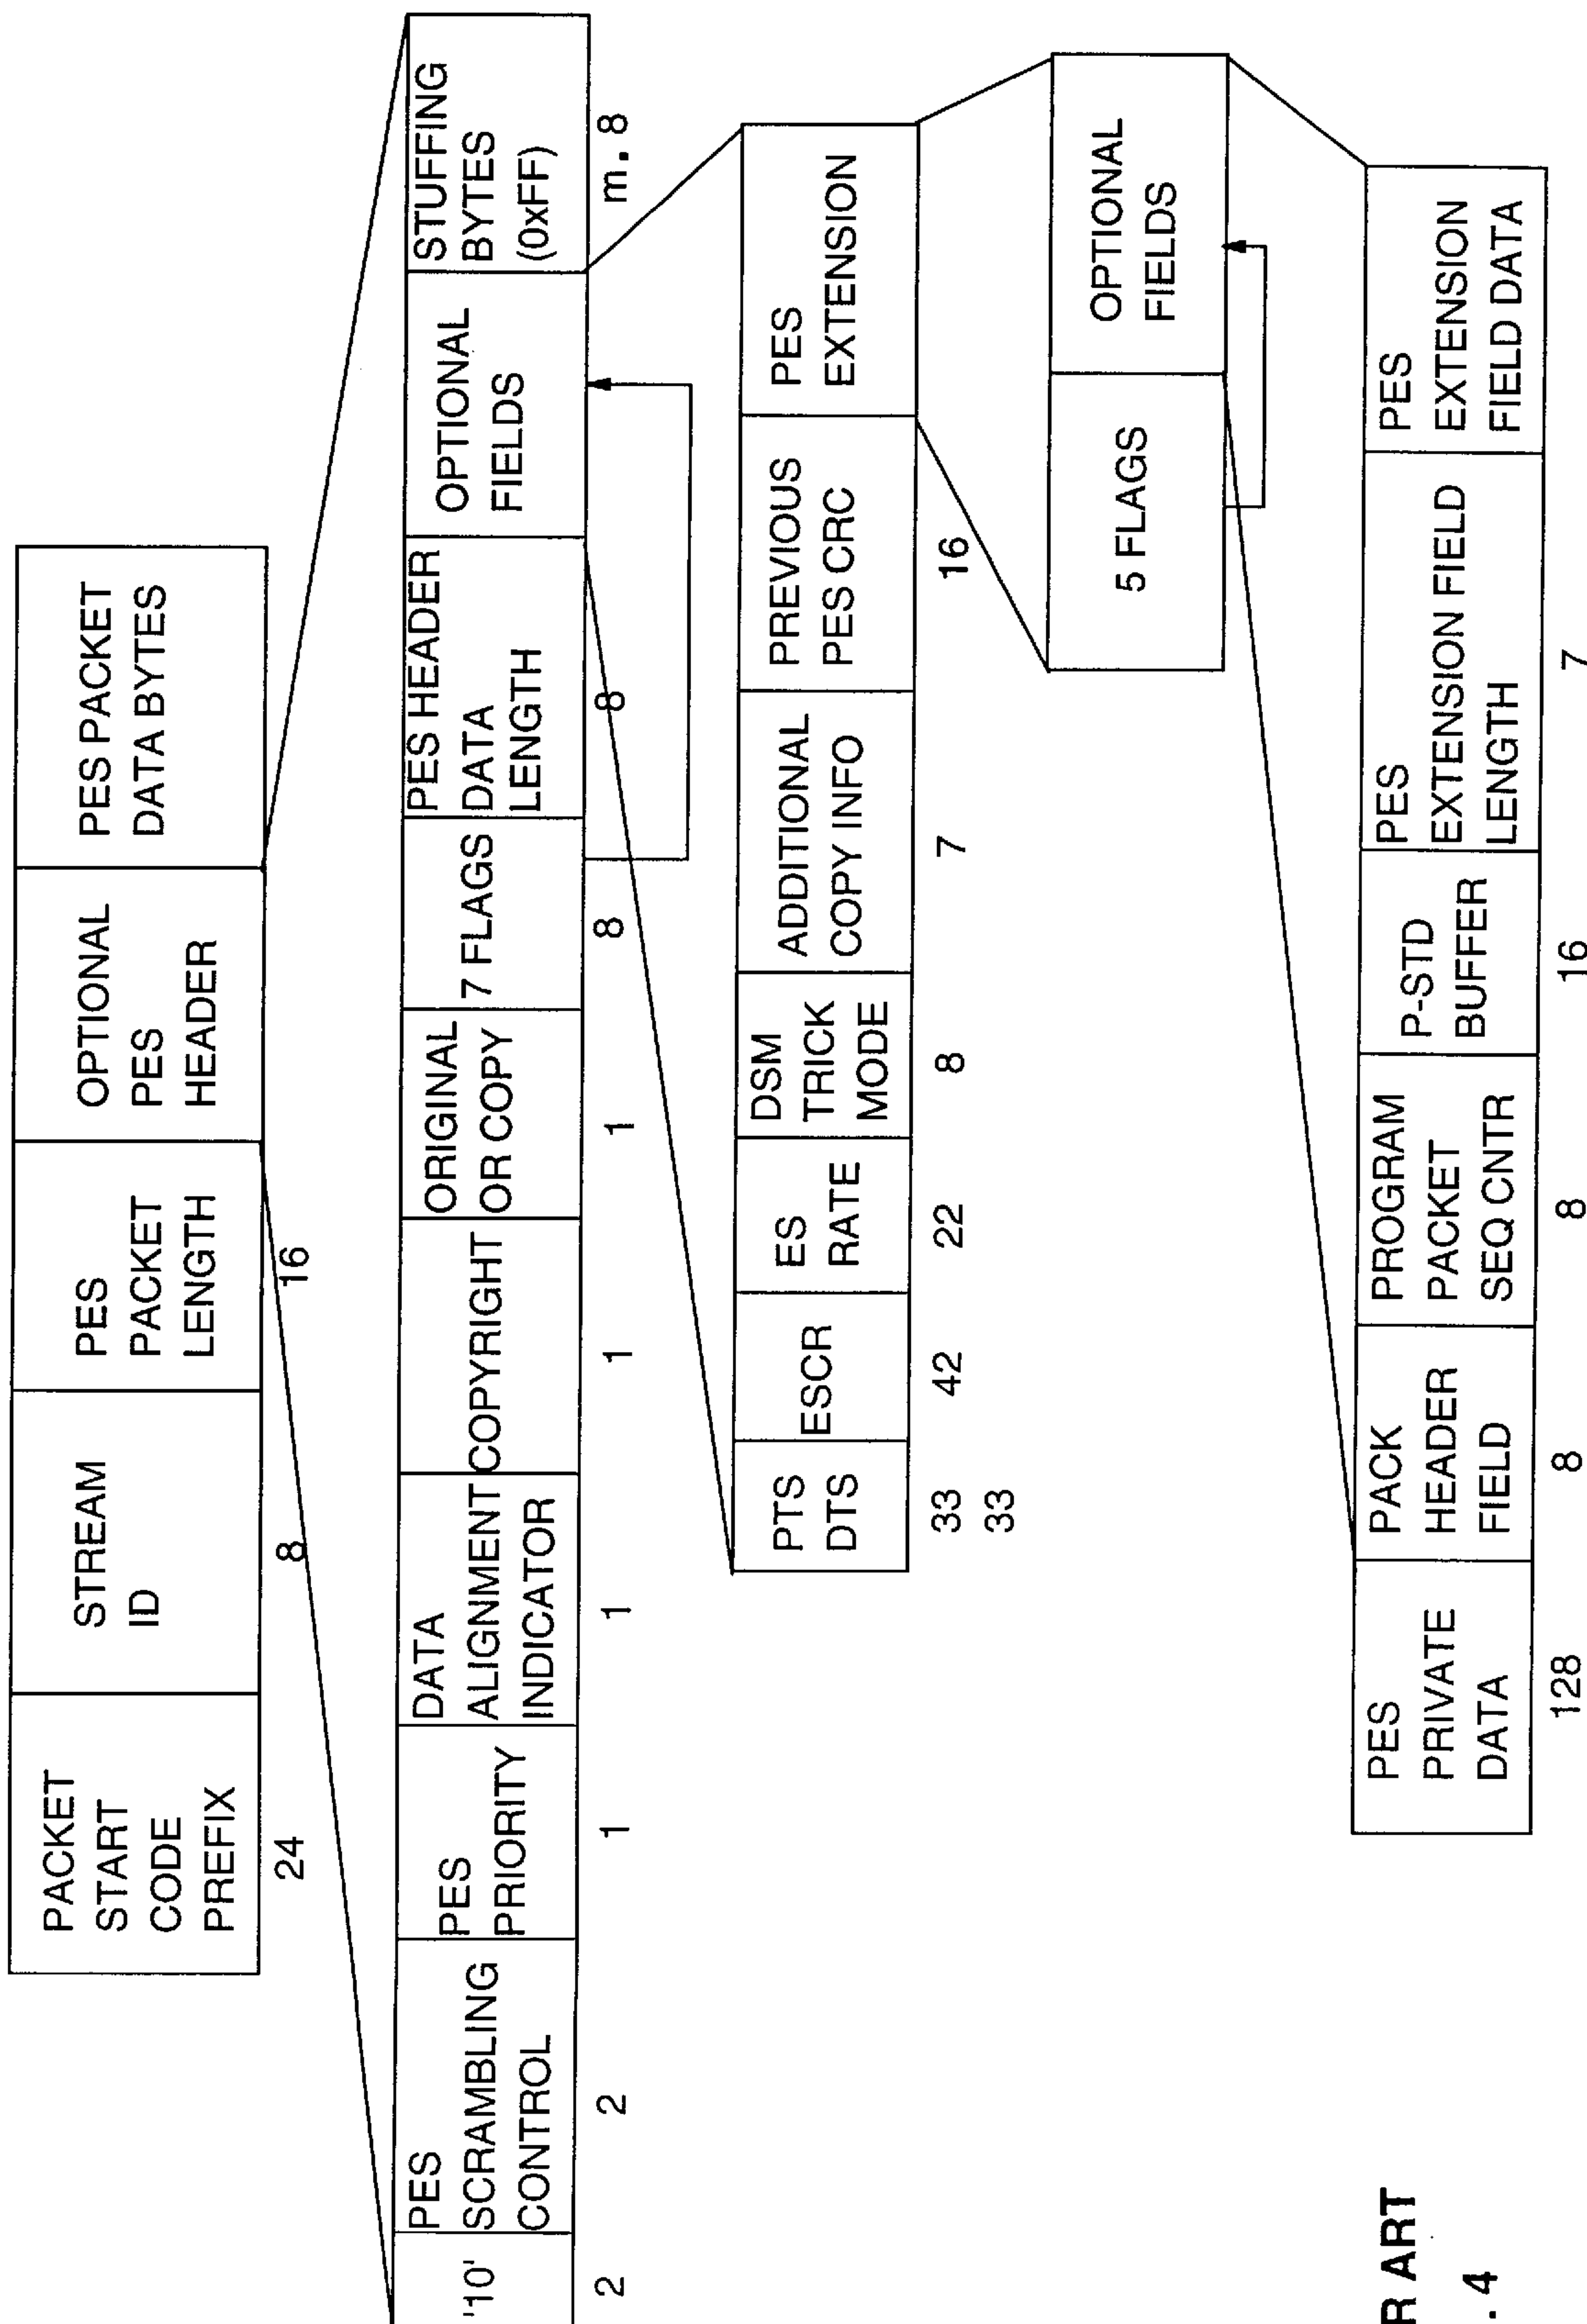 PACKET
START
CODE
PREFIX
24
STREAM
ID
8
PES
PACKET
LENGTH
16
OPTIONAL
PES
HEADER
PES PACKET
DATA BYTES
'10'
2
PES
SCRAMBLING
CONTROL
2
PES
PRIORITY
1
DATA
ALIGNMENT
INDICATOR
1
COPYRIGHT
1
ORIGINAL
OR COPY
1
7 FLAGS
8
PES HEADER
DATA
LENGTH
8
OPTIONAL
FIELDS
STUFFING
BYTES
(0xFF)
m.8
PTS
DTS
33
33
ESCR
42
ES
RATE
22
DSM
TRICK
MODE
8
ADDITIONAL
COPY INFO
7
PREVIOUS
PES CRC
16
PES
EXTENSION
5 FLAGS
OPTIONAL
FIELDS
PES
PRIVATE
DATA
128
PACK
HEADER
FIELD
8
PROGRAM
PACKET
SEQ CNTR
8
P-STD
BUFFER
16
PES
EXTENSION FIELD
LENGTH
7
PES
EXTENSION
FIELD DATA
R ART
. 4